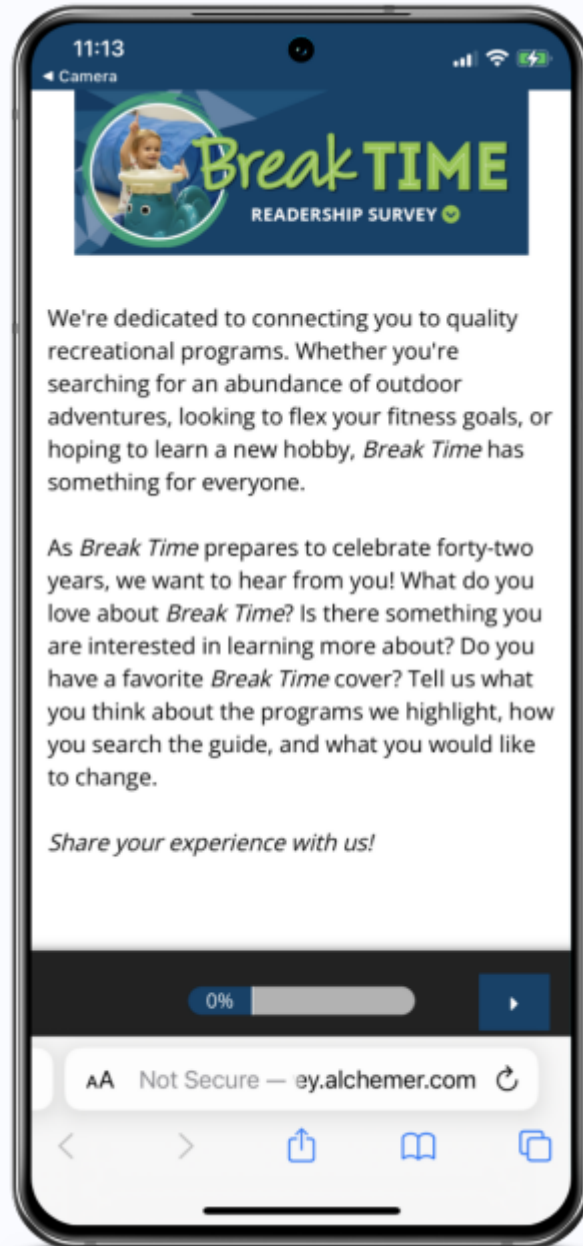 11:13
◄ Camera
Break TIME
READERSHIP SURVEY
We're dedicated to connecting you to quality
recreational programs. Whether you're
searching for an abundance of outdoor
adventures, looking to flex your fitness goals, or
hoping to learn a new hobby, Break Time has
something for everyone.
As Break Time prepares to celebrate forty-two
years, we want to hear from you! What do you
love about Break Time? Is there something you
are interested in learning more about? Do you
have a favorite Break Time cover? Tell us what
you think about the programs we highlight, how
you search the guide, and what you would like
to change.
Share your experience with us!
0%
AA Not Secure — ey.alchemer.com